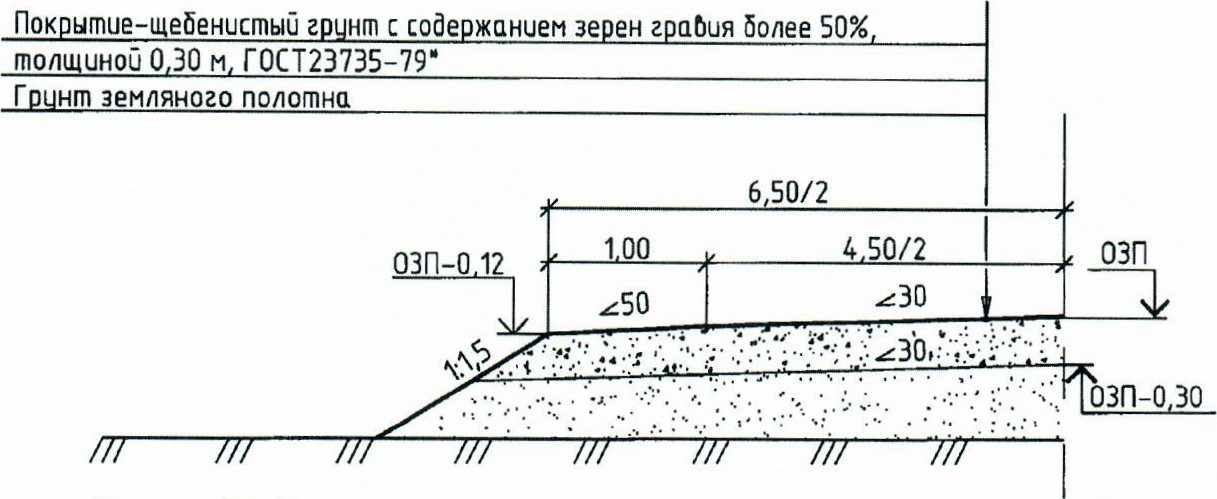 Покрытие-щебенистый грунт с содержанием зерен гравия более 50%,
толщиной 0,30 м, ГОСТ23735-79*
Грунт земляного полотна
6,50/2
ОЗП-0,12
1,00
4,50/2
ОЗП
∠50
∠30
1:1,5
∠30
ОЗП-0,30